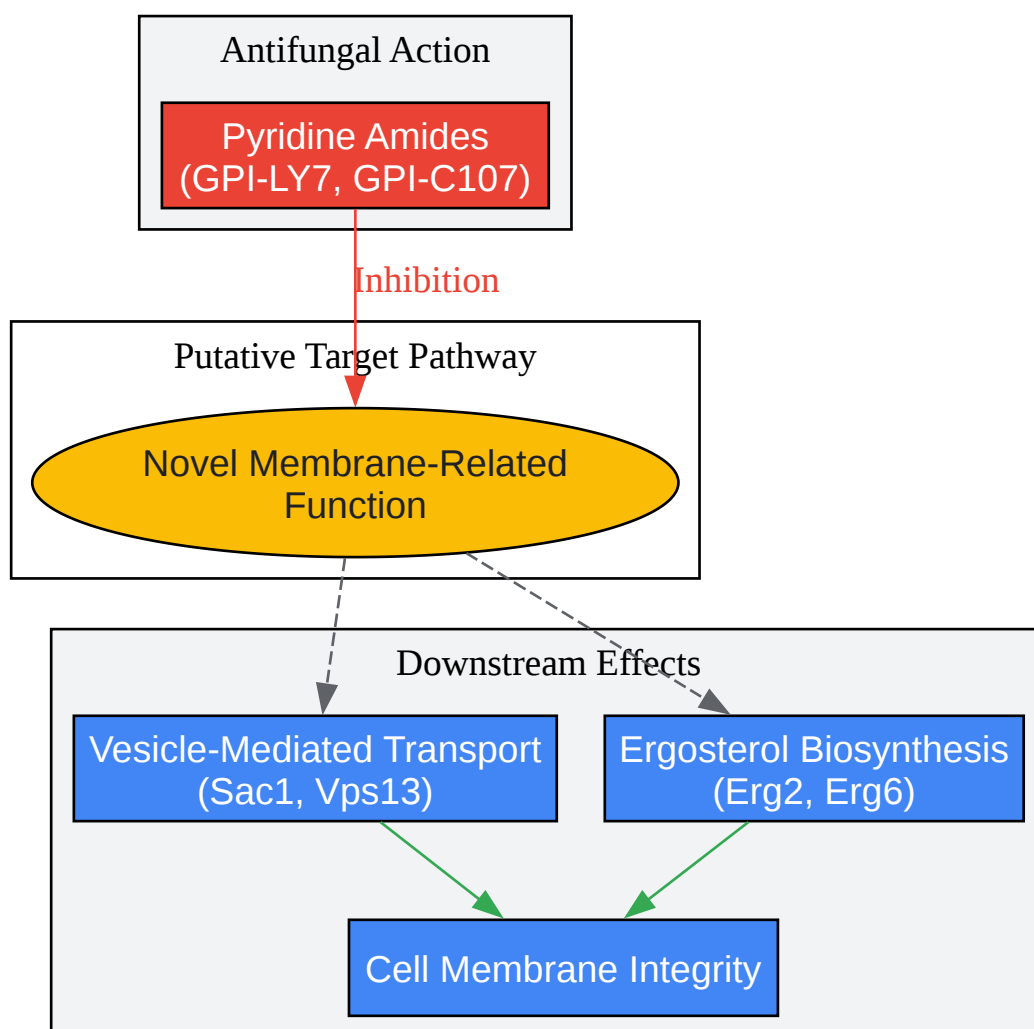 Antifungal Action
Pyridine Amides
(GPI-LY7, GPI-C107)
Inhibition
Putative Target Pathway
Novel Membrane-Related
Function
Downstream Effects
Vesicle-Mediated Transport
(Sac1, Vps13)
Ergosterol Biosynthesis
(Erg2, Erg6)
Cell Membrane Integrity